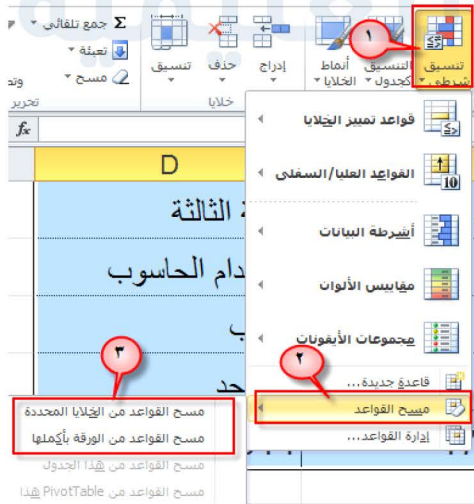 Σ جمع تلقائي
تعبئة
مسح
إدراج
حذف
تنسيق
تنسيق شرطي
التنسيق كجدول
أنماط الخلايا
خلايا
تحرير
fx
D
الثالثة
الحاسوب
١
قواعد تمييز الخلايا
القواعد العليا/السفلى
10
أشرطة البيانات
مقاييس الألوان
مجموعات الأيقونات
٢
قاعدة جديدة...
مسح القواعد
إدارة القواعد...
٣
مسح القواعد من الخلايا المحددة
مسح القواعد من الورقة بأكملها
مسح القواعد من هذا الجدول
مسح القواعد من PivotTable هذا